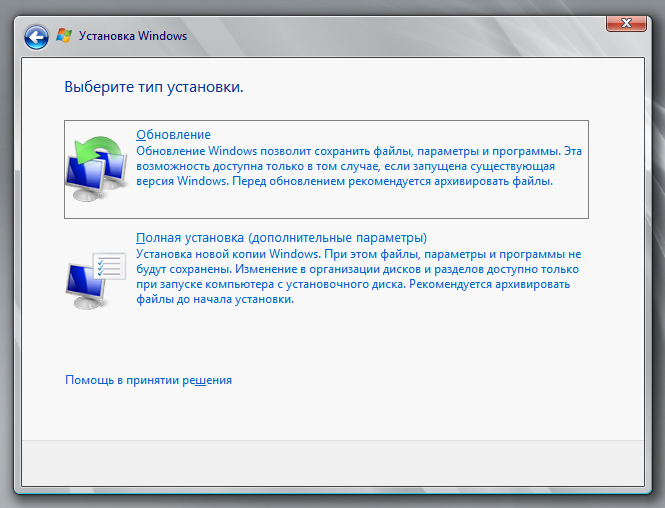 Установка Windows
Выберите тип установки.
Обновление
Обновление Windows позволит сохранить файлы, параметры и программы. Эта
возможность доступна только в том случае, если запущена существующая
версия Windows. Перед обновлением рекомендуется архивировать файлы.
Полная установка (дополнительные параметры)
Установка новой копии Windows. При этом файлы, параметры и программы не
будут сохранены. Изменение в организации дисков и разделов доступно только
при запуске компьютера с установочного диска. Рекомендуется архивировать
файлы до начала установки.
Помощь в принятии решения